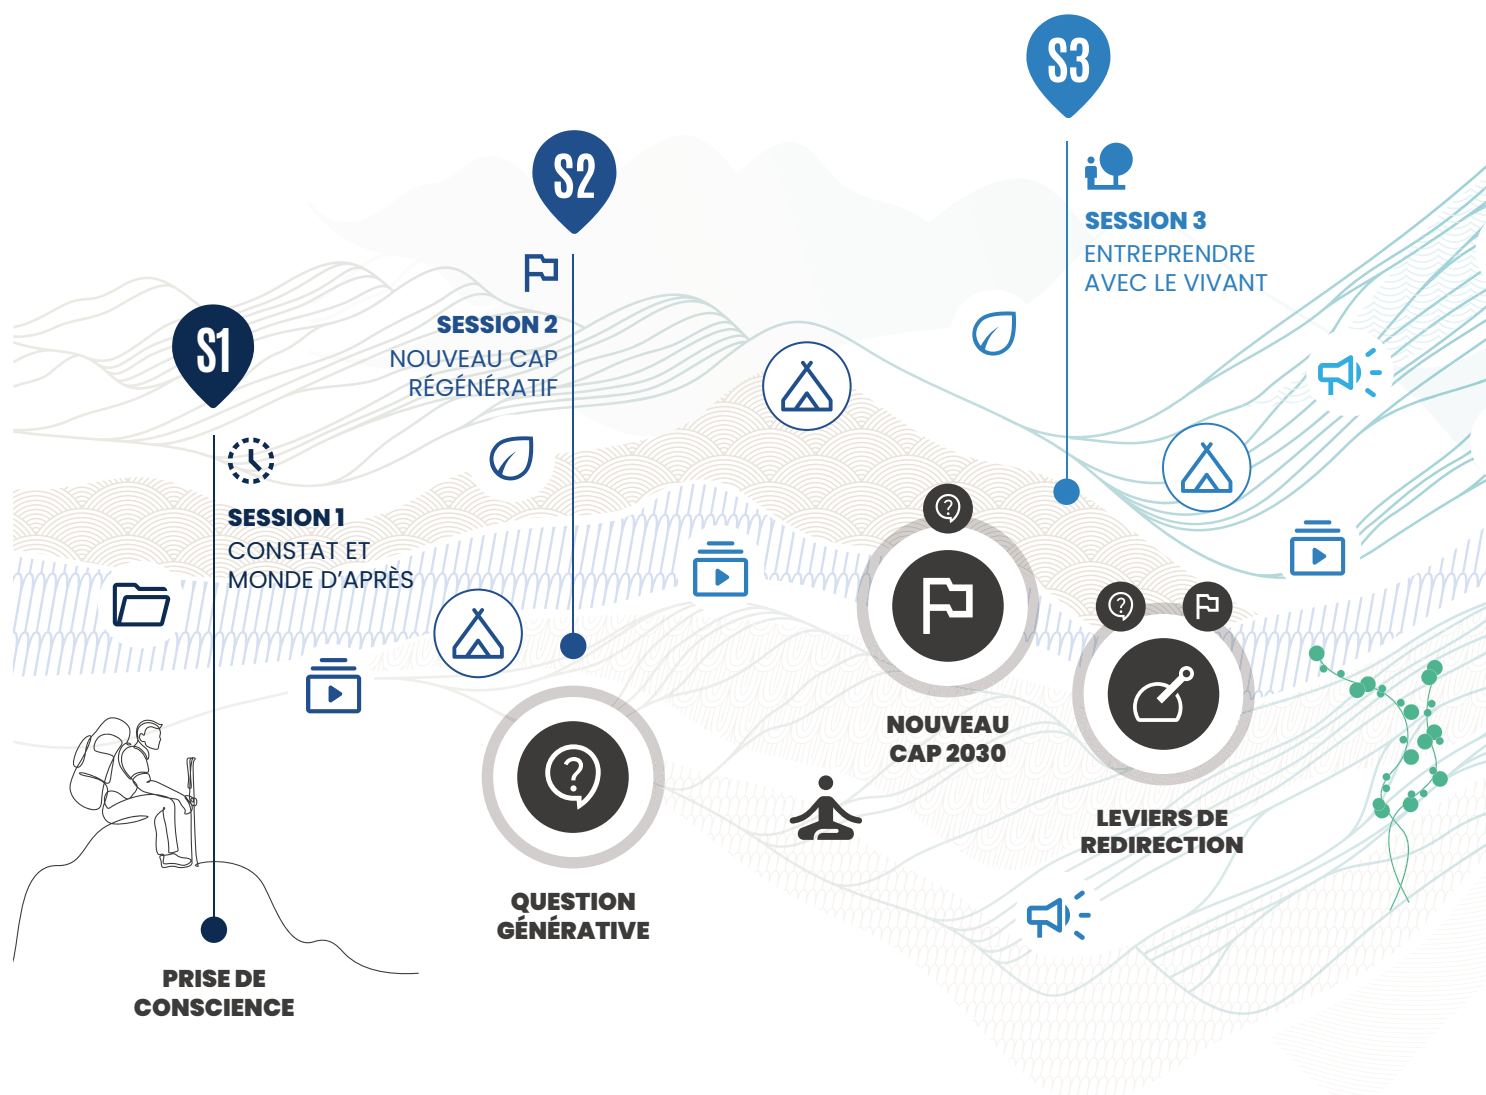 S3
SESSION 3
ENTREPRENDRE
AVEC LE VIVANT
S2
SESSION 2
NOUVEAU CAP
RÉGÉNÉRATIF
S1
SESSION 1
CONSTAT ET
MONDE D'APRÈS
NOUVEAU
CAP 2030
LEVIERS DE
REDIRECTION
QUESTION
GÉNÉRATIVE
PRISE DE
CONSCIENCE